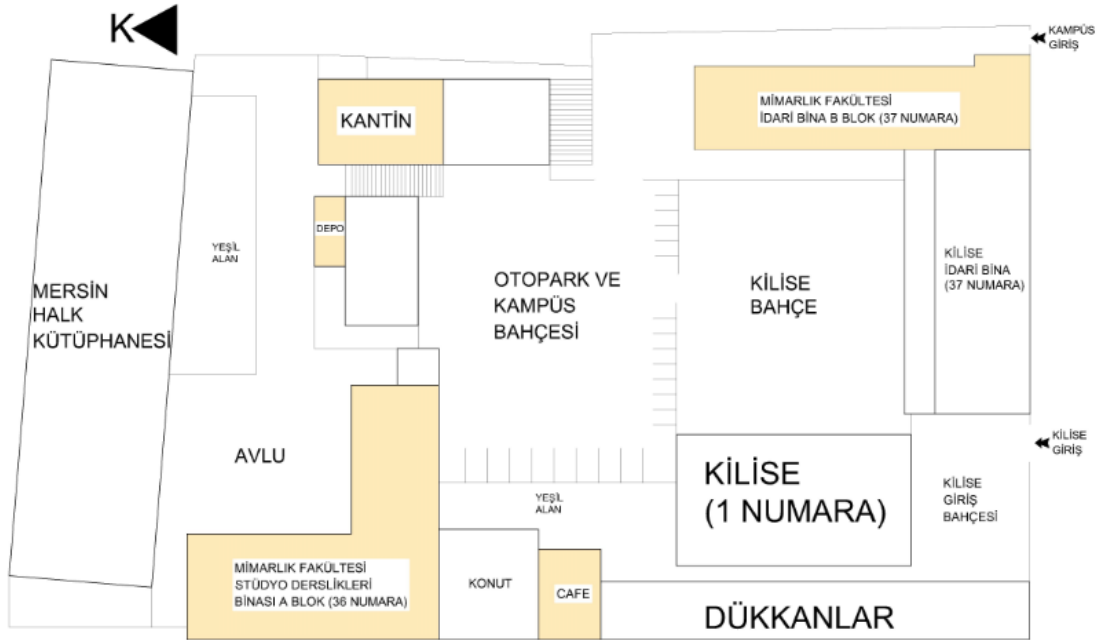 K
KAMPÜS
GİRİŞ
MİMARLIK FAKÜLTESİ
İDARİ BİNA B BLOK (37 NUMARA)
KANTİN
DEPO
YEŞİL
ALAN
MERSİN
HALK
KÜTÜPHANESİ
OTOPARK VE
KAMPÜS
BAHÇESİ
KİLİSE
BAHÇE
KİLİSE
İDARİ BİNA
(37 NUMARA)
KİLİSE
GİRİŞ
AVLU
KİLİSE
(1 NUMARA)
KİLİSE
GİRİŞ
BAHÇESİ
YEŞİL
ALAN
MİMARLIK FAKÜLTESİ
STÜDYO DERSLİKLERİ
BİNASI A BLOK (36 NUMARA)
KONUT
CAFE
DÜKKANLAR